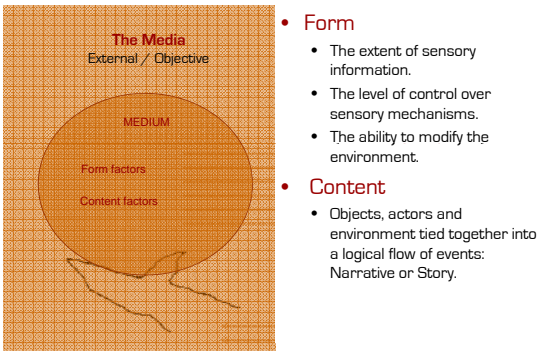 The Media
External / Objective
MEDIUM
Form factors
Content factors
• Form
• The extent of sensory
information.
• The level of control over
sensory mechanisms.
• The ability to modify the
environment.
• Content
• Objects, actors and
environment tied together into
a logical flow of events:
Narrative or Story.